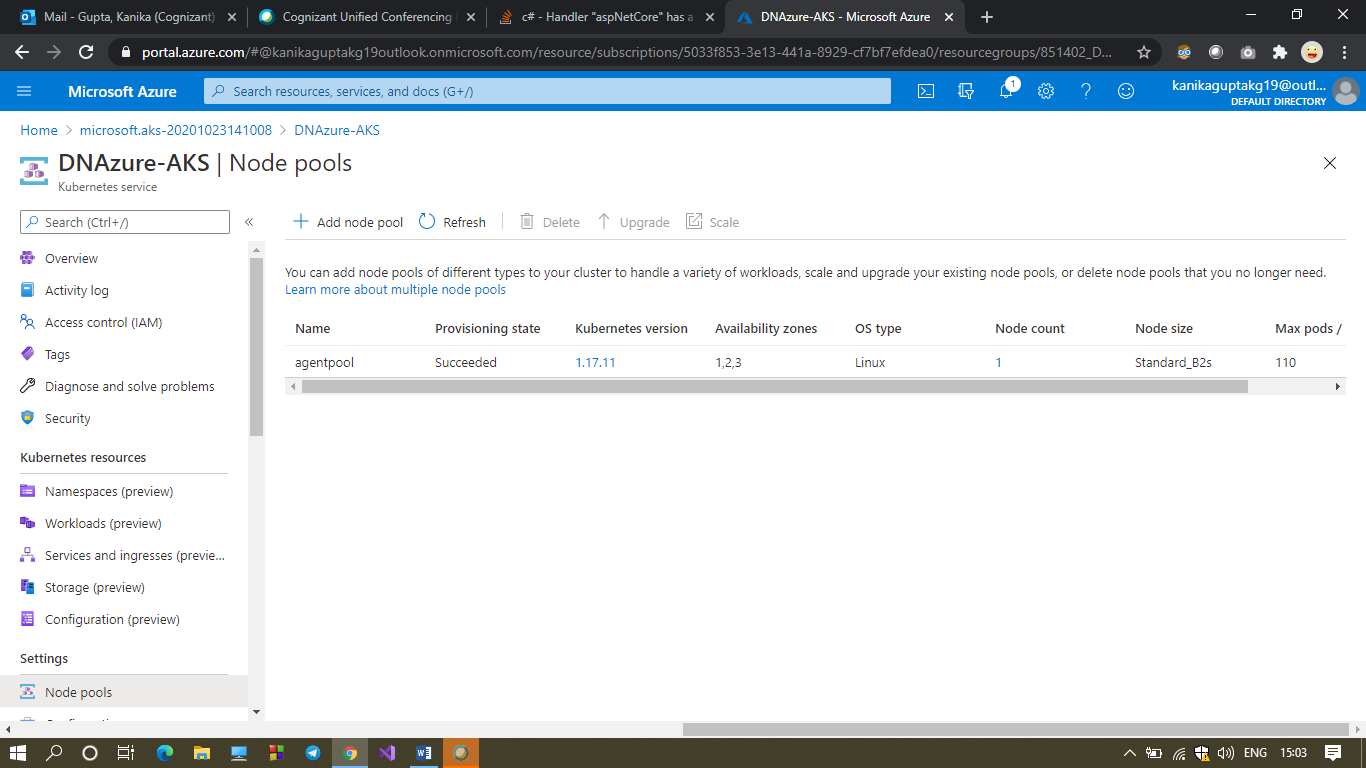 Mail - Gupta, Kanika (Cognizant)
Cognizant Unified Conferencing
c# - Handler "aspNetCore" has a
DNAzure-AKS - Microsoft Azure
portal.azure.com/#@kanikaguptakg19outlook.onmicrosoft.com/resource/subscriptions/5033f853-3e13-441a-8929-cf7bf7efdea0/resourcegroups/851402_D...
Microsoft Azure
Search resources, services, and docs (G+/)
1
kanikaguptakg19@outl...
DEFAULT DIRECTORY
Home > microsoft.aks-20201023141008 > DNAzure-AKS
DNAzure-AKS | Node pools
Kubernetes service
Search (Ctrl+/)
Add node pool
Refresh
Delete
Upgrade
Scale
Overview
Activity log
Access control (IAM)
Tags
Diagnose and solve problems
Security
Kubernetes resources
Namespaces (preview)
Workloads (preview)
Services and ingresses (previe...
Storage (preview)
Configuration (preview)
Settings
Node pools
You can add node pools of different types to your cluster to handle a variety of workloads, scale and upgrade your existing node pools, or delete node pools that you no longer need.
Learn more about multiple node pools
Name Provisioning state Kubernetes version Availability zones OS type Node count Node size Max pods /
agentpool Succeeded 1.17.11 1,2,3 Linux 1 Standard_B2s 110
ENG 15:03